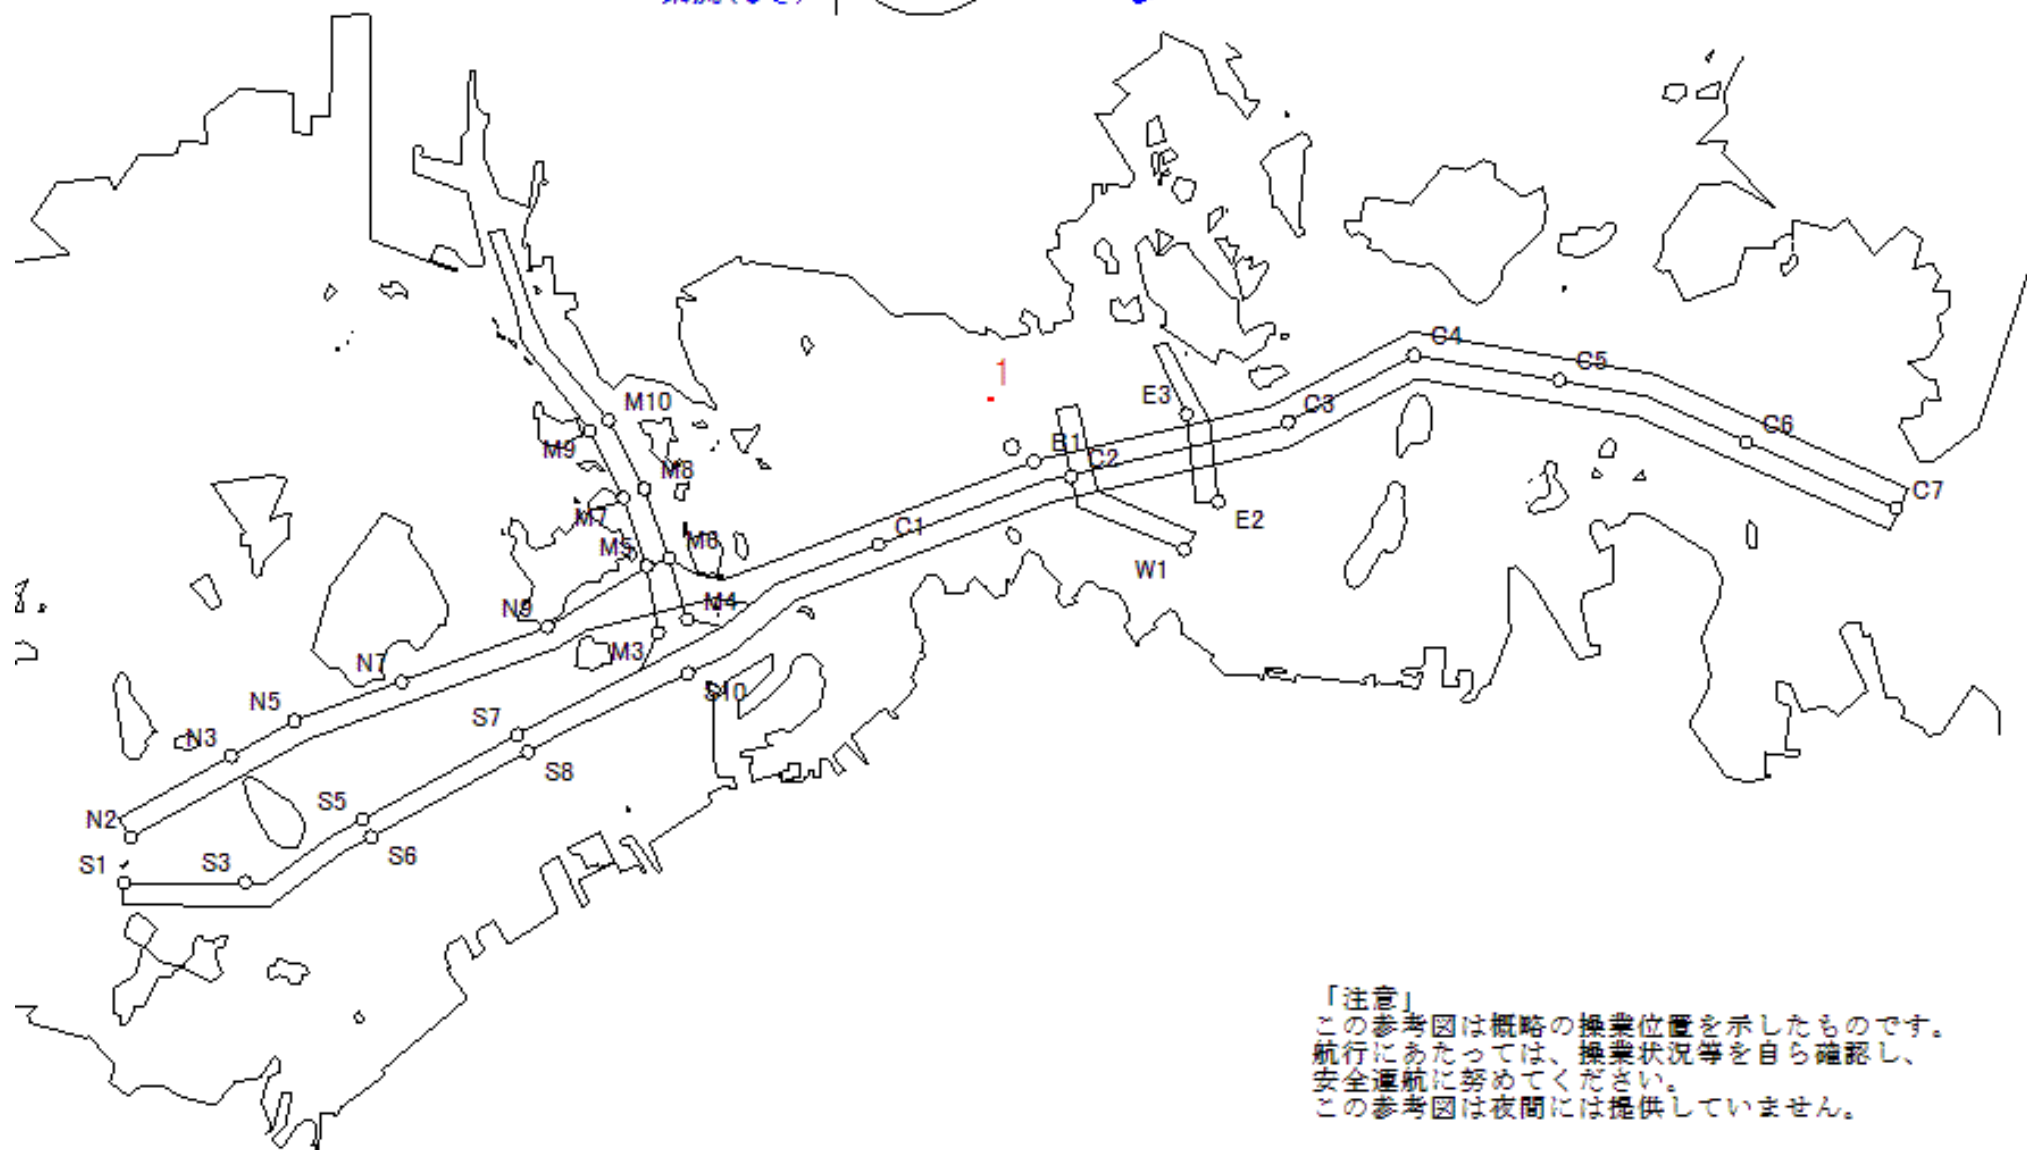 1
C4
C5
E3
M10
C3
C6
B1
M9
M8
C2
C7
M7
E2
C1
M5
M6
W1
N9
M4
M3
N7
S10
N5
S7
N3
S8
S5
N2
S6
S1
S3
「注意」
この参考図は概略の操業位置を示したものです。
航行にあたっては、操業状況等を自ら確認し、
安全運航に努めてください。
この参考図は夜間には提供していません。